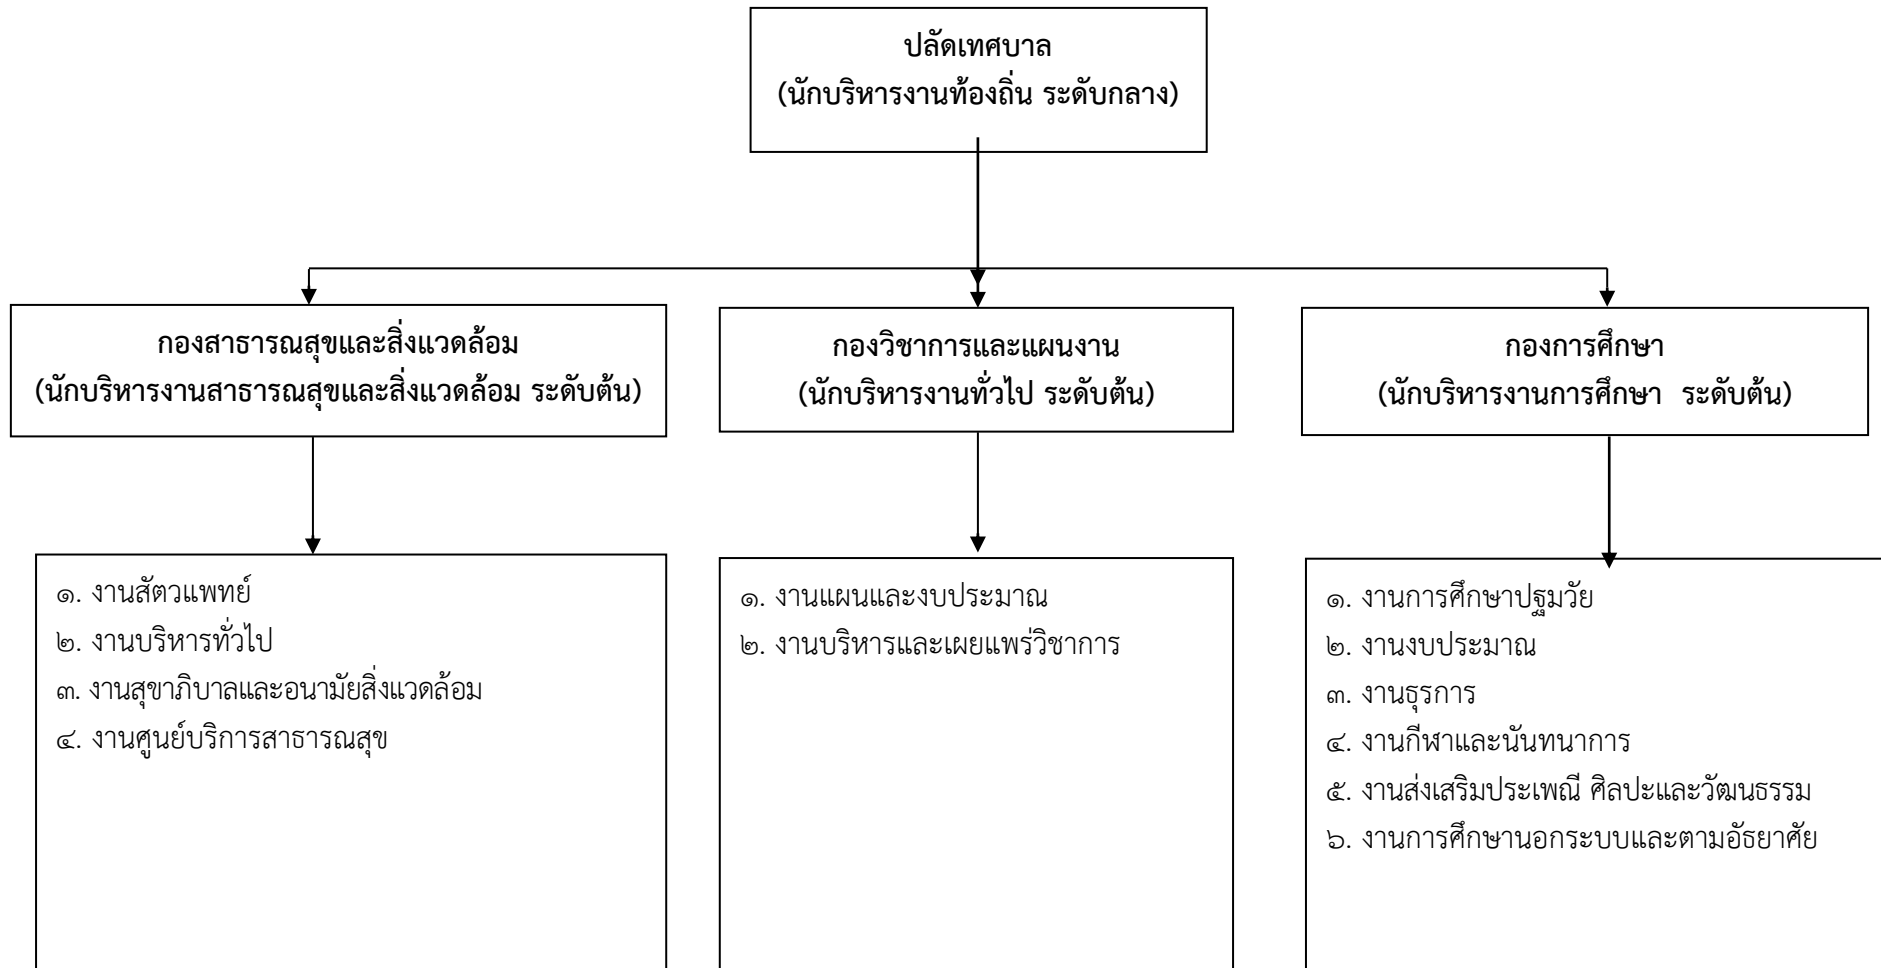 ปลัดเทศบาล
(นักบริหารงานท้องถิ่น ระดับกลาง)
กองสาธารณสุขและสิ่งแวดล้อม
(นักบริหารงานสาธารณสุขและสิ่งแวดล้อม ระดับต้น)
กองวิชาการและแผนงาน
(นักบริหารงานทั่วไป ระดับต้น)
กองการศึกษา
(นักบริหารงานการศึกษา ระดับต้น)
๑. งานสัตวแพทย์
๒. งานบริหารทั่วไป
๓. งานสุขาภิบาลและอนามัยสิ่งแวดล้อม
๔. งานศูนย์บริการสาธารณสุข
๑. งานแผนและงบประมาณ
๒. งานบริหารและเผยแพร่วิชาการ
๑. งานการศึกษาปฐมวัย
๒. งานงบประมาณ
๓. งานธุรการ
๔. งานกีฬาและนันทนาการ
๕. งานส่งเสริมประเพณี ศิลปะและวัฒนธรรม
๖. งานการศึกษานอกระบบและตามอัธยาศัย